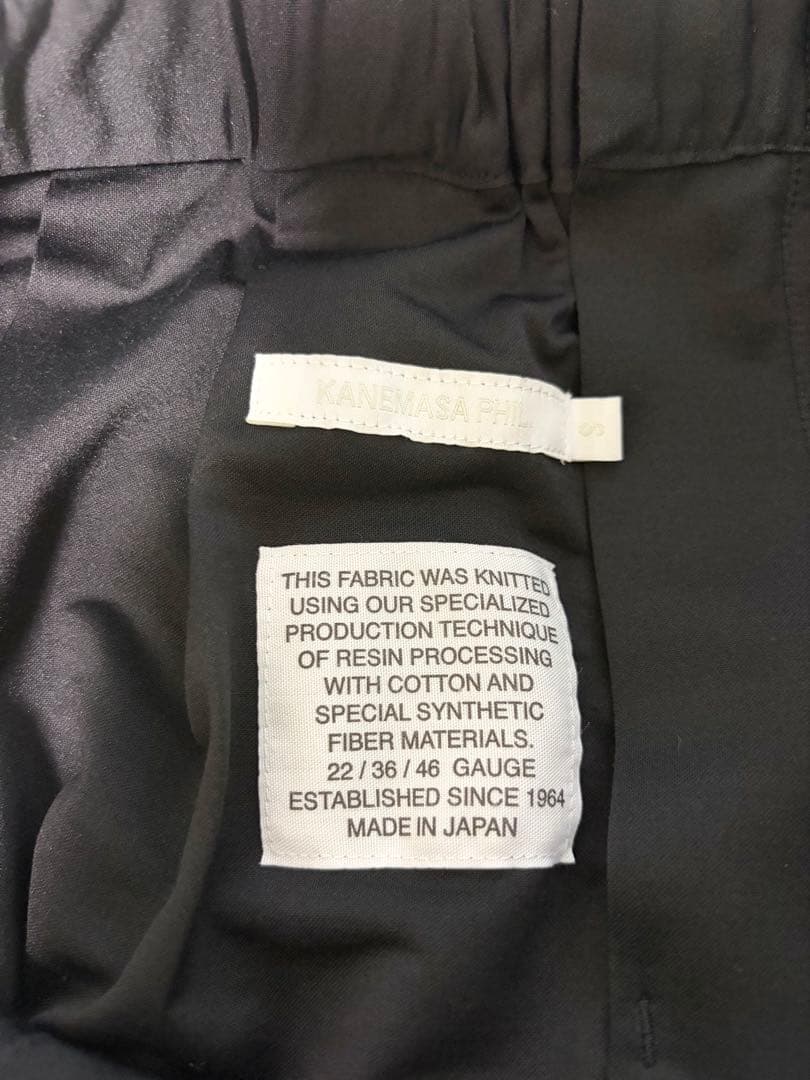 KANEMASA PHIL.
S
THIS FABRIC WAS KNITTED
USING OUR SPECIALIZED
PRODUCTION TECHNIQUE
OF RESIN PROCESSING
WITH COTTON AND
SPECIAL SYNTHETIC
FIBER MATERIALS.
22 / 36 / 46 GAUGE
ESTABLISHED SINCE 1964
MADE IN JAPAN